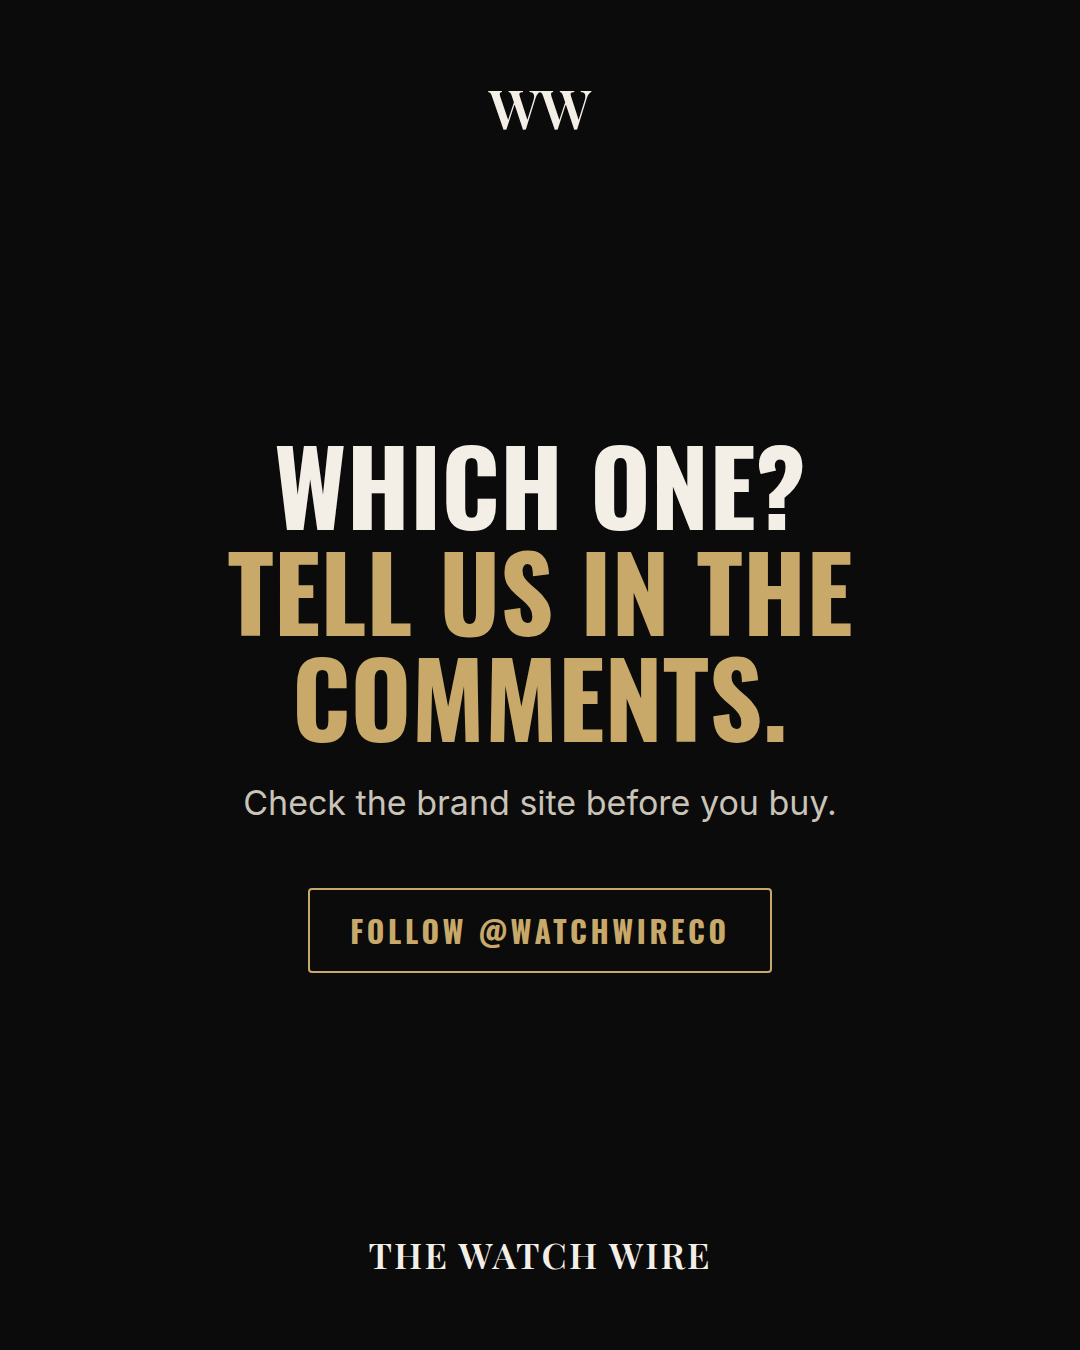 WW
WHICH ONE?
TELL US IN THE
COMMENTS.
Check the brand site before you buy.
FOLLOW @WATCHWIRECO
THE WATCH WIRE